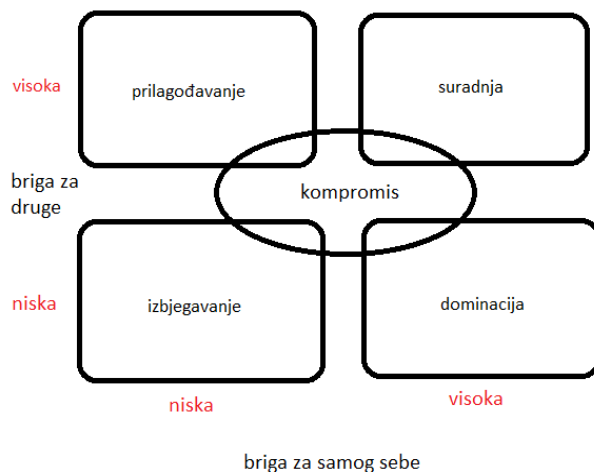 visoka
prilagođavanje
suradnja
briga za
druge
kompromis
niska
izbjegavanje
dominacija
niska
visoka
briga za samog sebe